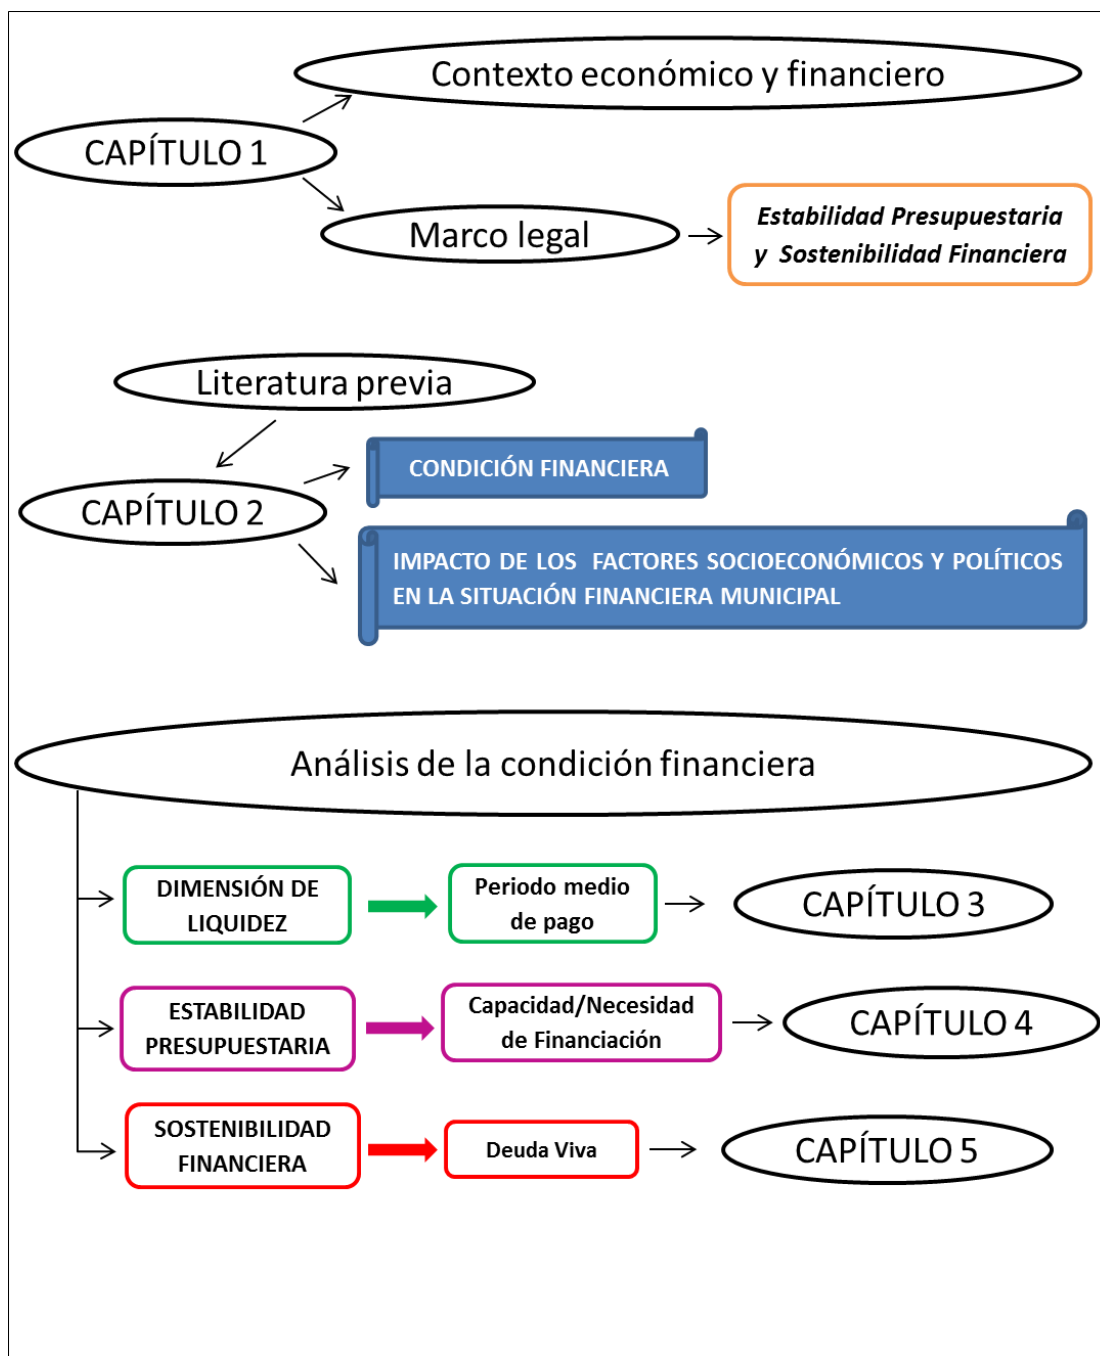 Contexto económico y financiero
CAPÍTULO 1
Marco legal
Estabilidad Presupuestaria
y Sostenibilidad Financiera
Literatura previa
CONDICIÓN FINANCIERA
CAPÍTULO 2
IMPACTO DE LOS FACTORES SOCIOECONÓMICOS Y POLÍTICOS
EN LA SITUACIÓN FINANCIERA MUNICIPAL
Análisis de la condición financiera
DIMENSIÓN DE
LIQUIDEZ
Periodo medio
de pago
CAPÍTULO 3
ESTABILIDAD
PRESUPUESTARIA
Capacidad/Necesidad
de Financiación
CAPÍTULO 4
SOSTENIBILIDAD
FINANCIERA
Deuda Viva
CAPÍTULO 5